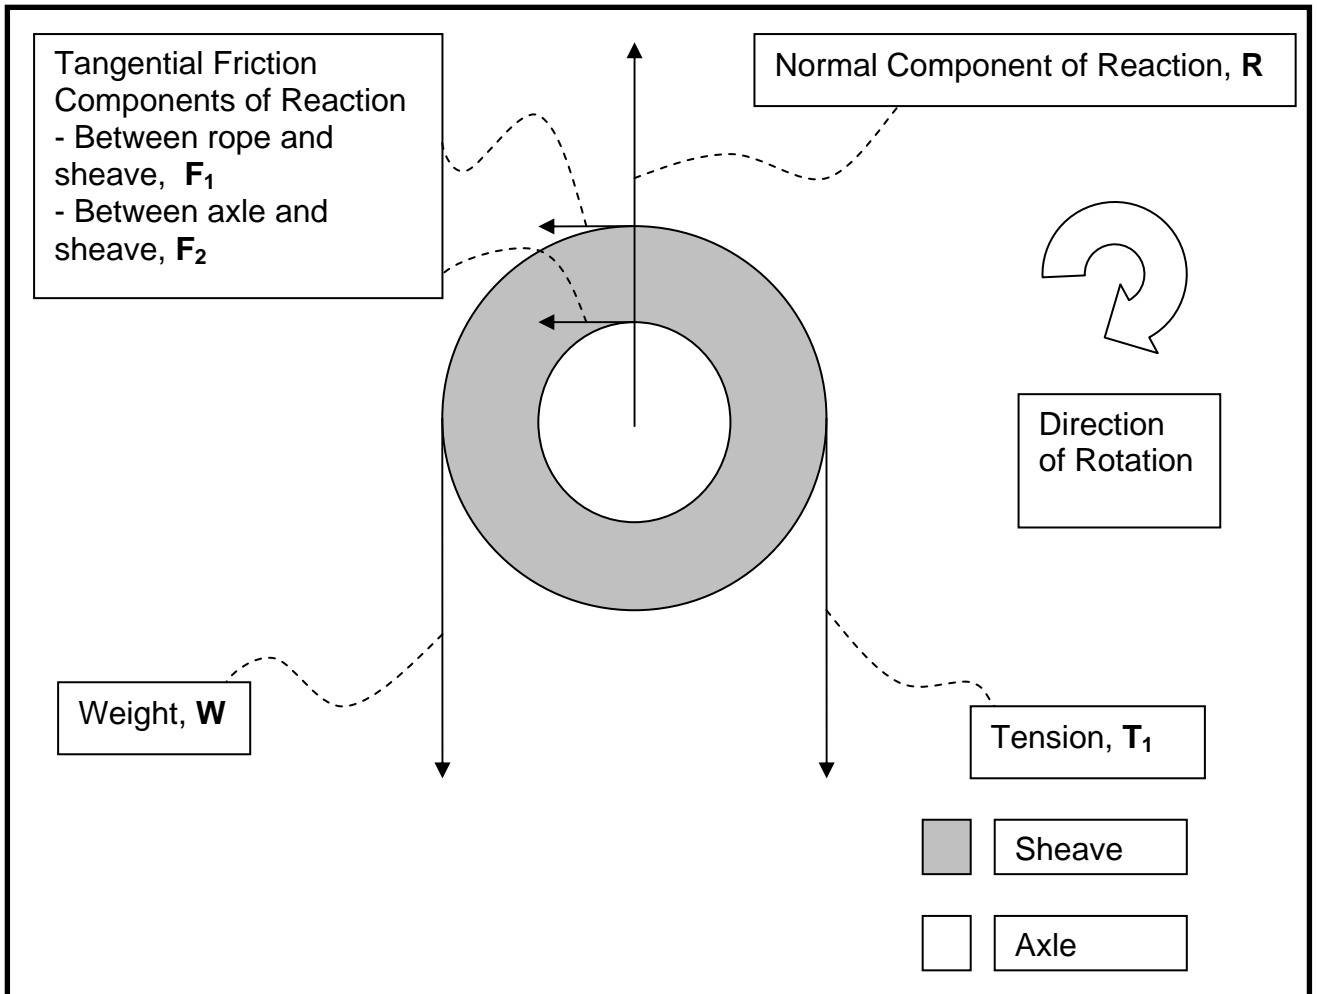 Tangential Friction
Components of Reaction
- Between rope and
sheave, F₁
- Between axle and
sheave, F₂
Normal Component of Reaction, R
Direction
of Rotation
Weight, W
Tension, T₁
Sheave
Axle